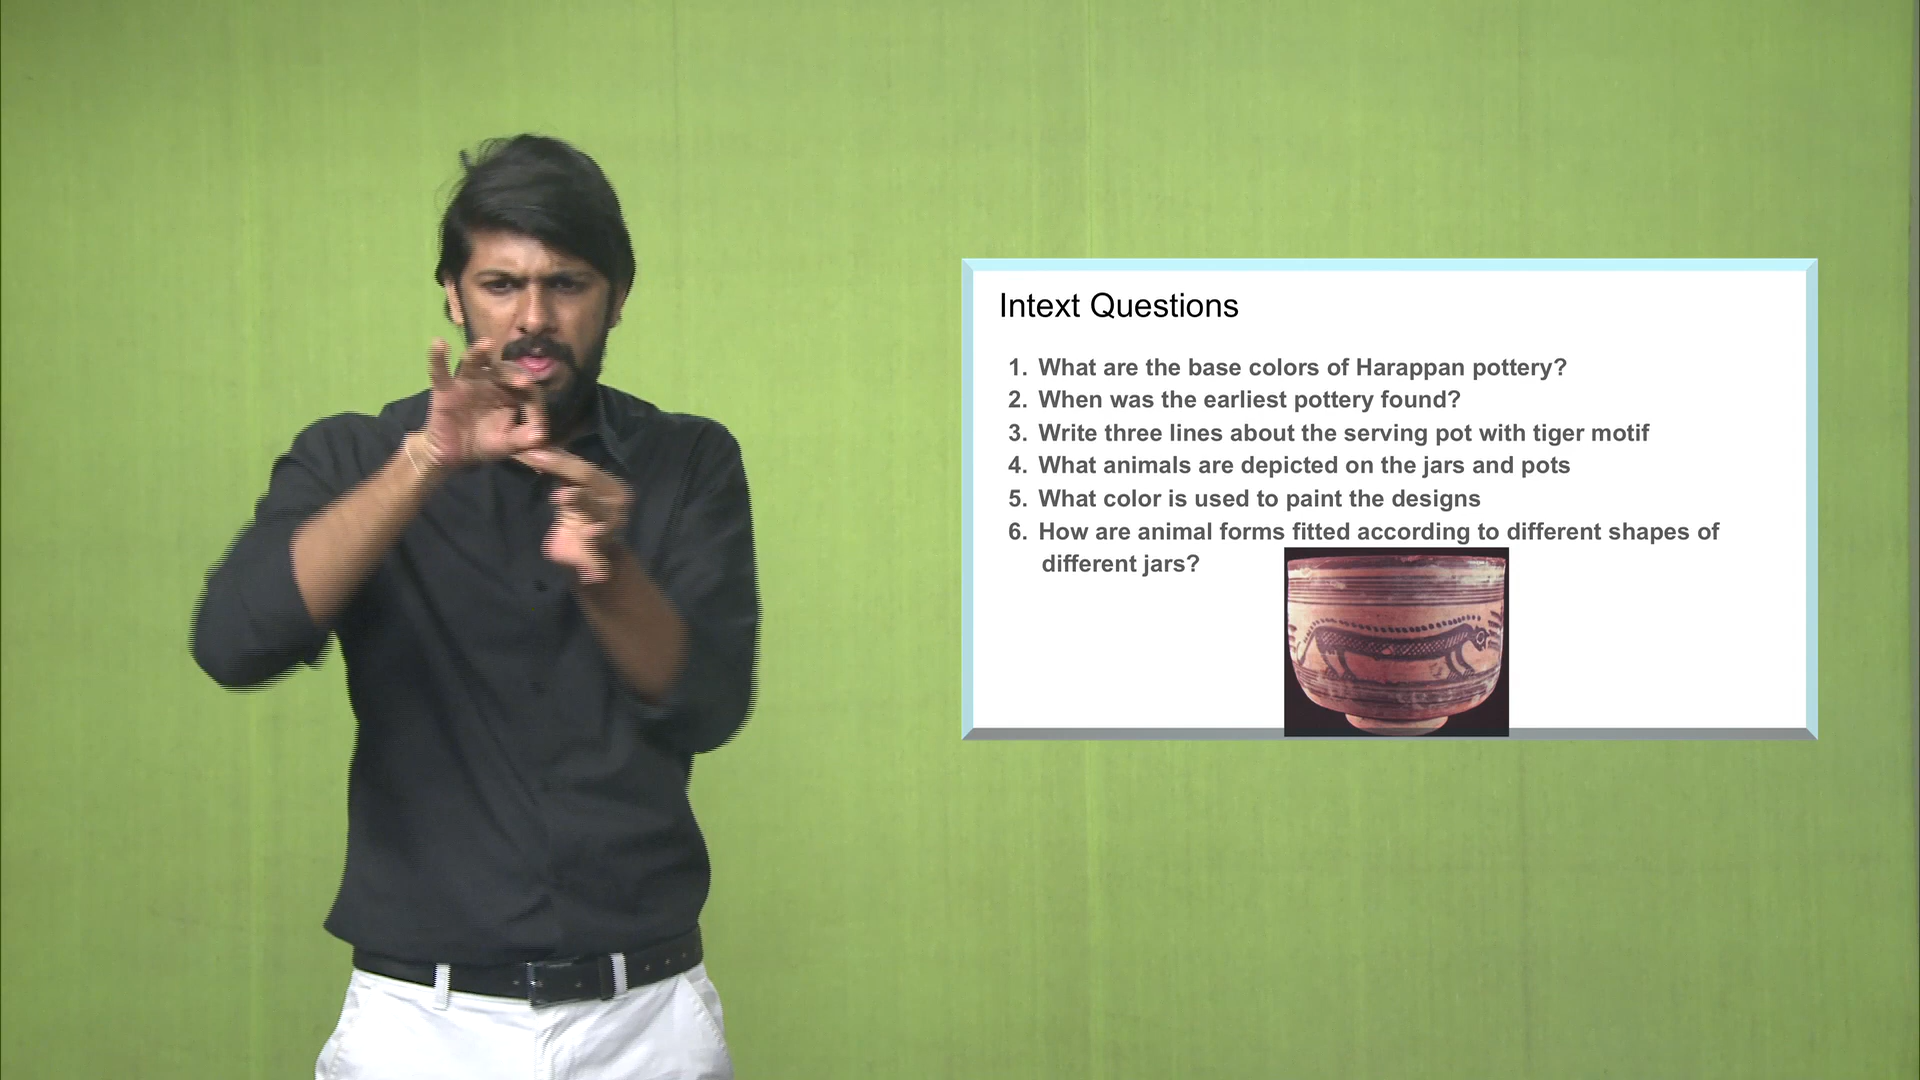 Intext Questions
1. What are the base colors of Harappan pottery?
2. When was the earliest pottery found?
3. Write three lines about the serving pot with tiger motif
4. What animals are depicted on the jars and pots
5. What color is used to paint the designs
6. How are animal forms fitted according to different shapes of
different jars?